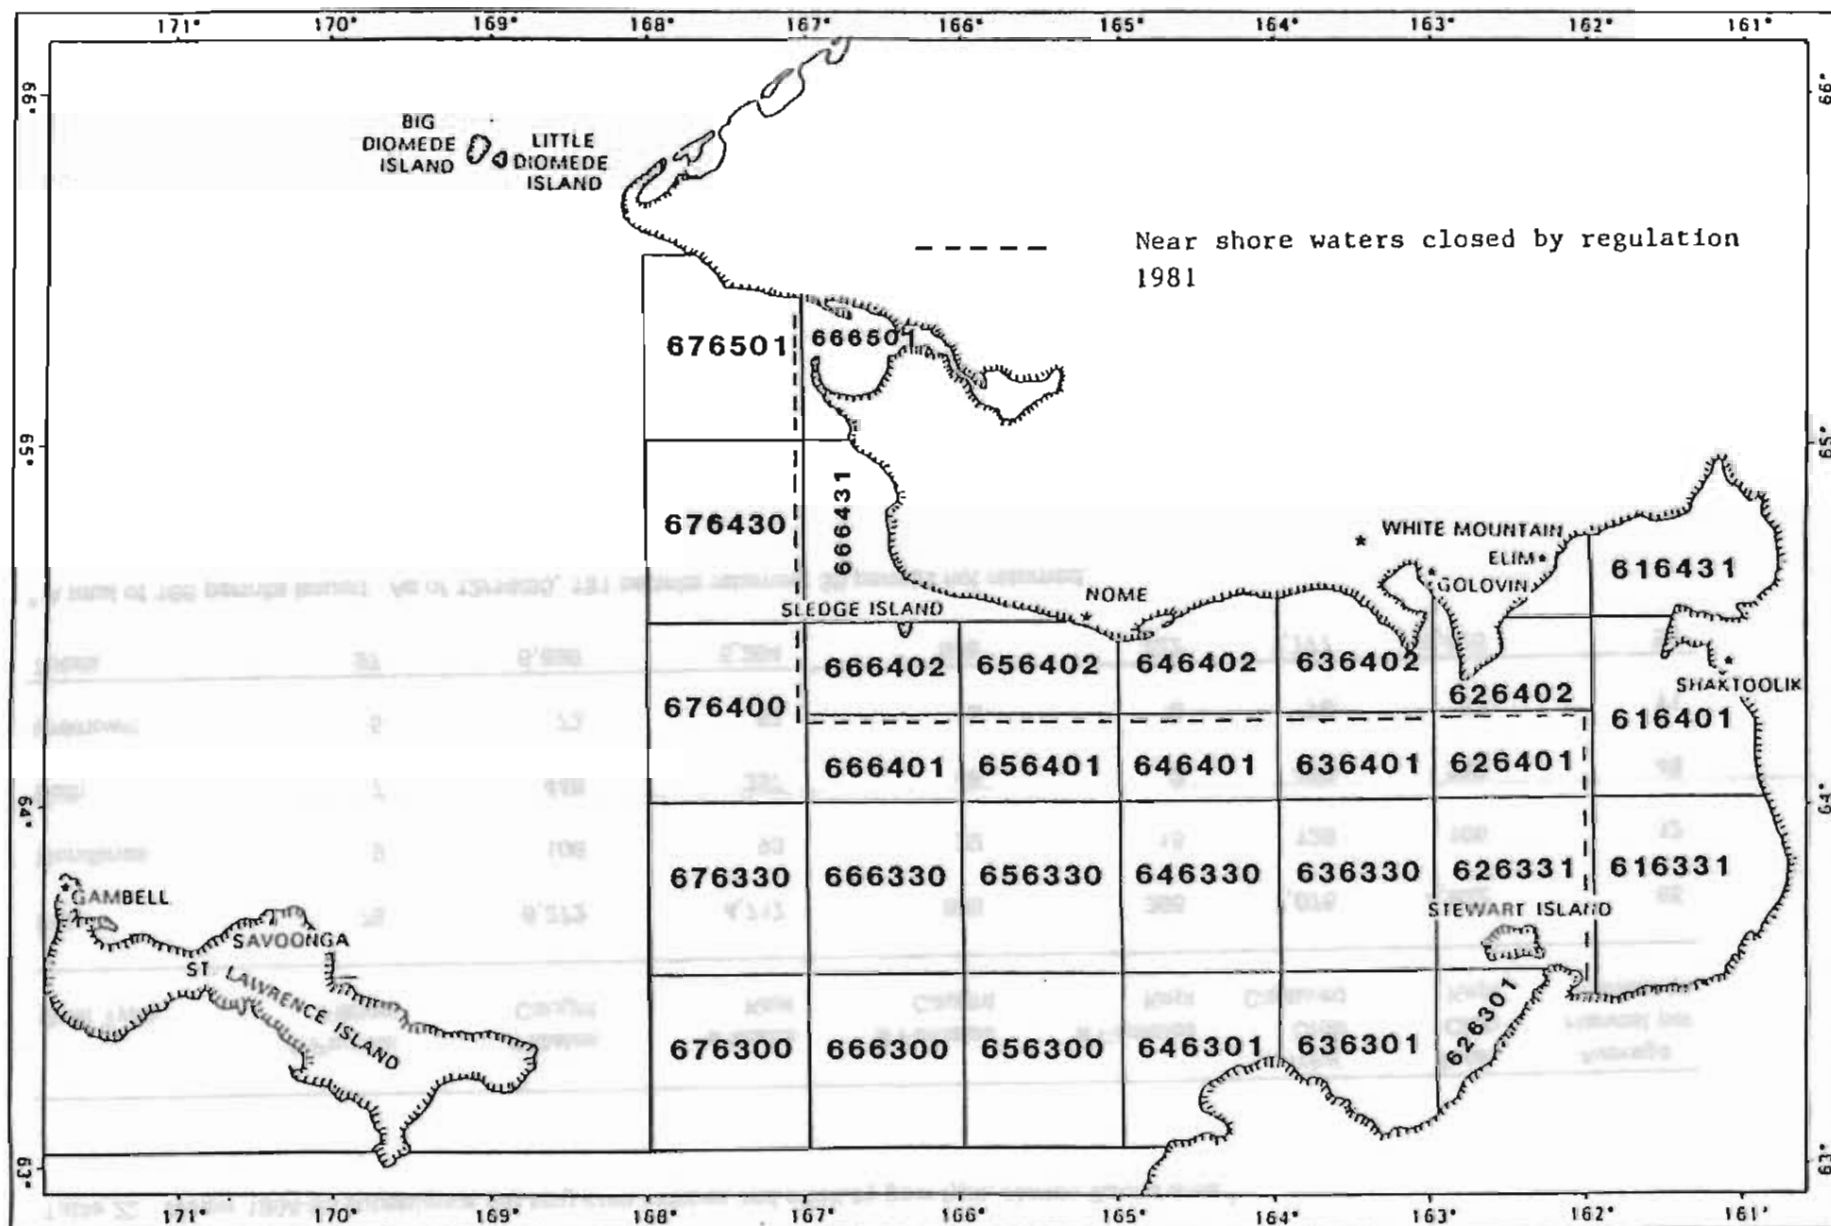 171° 170° 169° 168° 167° 166° 165° 164° 163° 162° 161°
66° 66°
BIG
DIOMEDE
ISLAND
LITTLE
DIOMEDE
ISLAND
Near shore waters closed by regulation
1981
676501 666501
65° 65°
676430 666431
WHITE MOUNTAIN
ELIM
GOLOVIN
616431
SLEDGE ISLAND
NOME
676400 666402 656402 646402 636402 626402
SHAKTOOLIK
616401
666401 656401 646401 636401 626401
64° 64°
676330 666330 656330 646330 636330 626331 616331
GAMBELL
STEWART ISLAND
SAVOONGA
ST. LAWRENCE ISLAND
676300 666300 656300 646301 636301 626301
63° 63°
171° 170° 169° 168° 167° 166° 165° 164° 163° 162° 161°